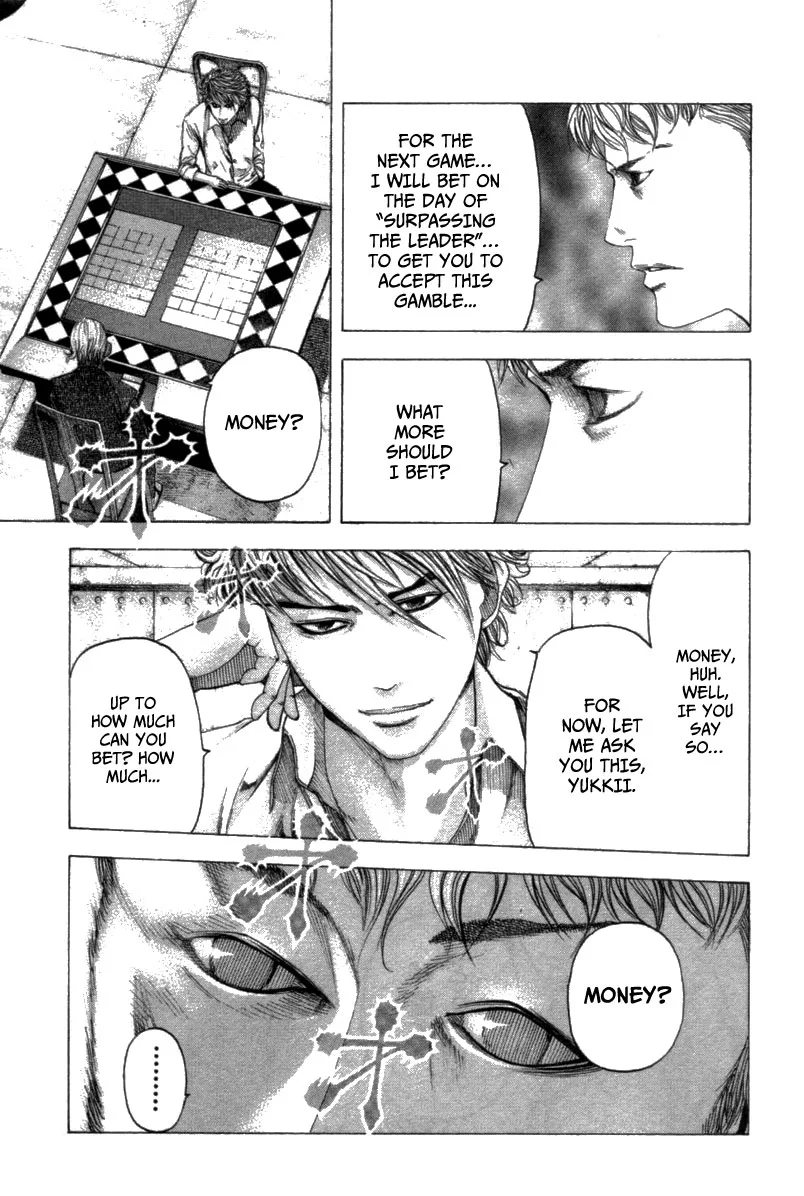 FOR THE
NEXT GAME...
I WILL BET ON
THE DAY OF
"SURPASSING
THE LEADER"...
TO GET YOU TO
ACCEPT THIS
GAMBLE...
WHAT
MORE
SHOULD
I BET?
MONEY?
MONEY,
HUH.
WELL,
IF YOU
SAY
SO...
FOR
NOW, LET
ME ASK
YOU THIS,
YUKKII.
UP TO
HOW MUCH
CAN YOU
BET? HOW
MUCH...
MONEY?
.........